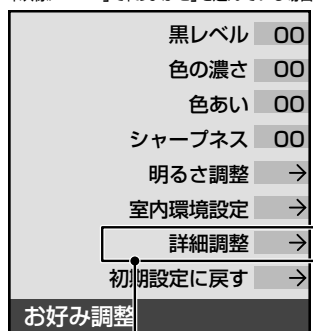 黒レベル 00
色の濃さ 00
色あい 00
シャープネス 00
明るさ調整 →
室内環境設定 →
詳細調整 →
初期設定に戻す →
お好み調整